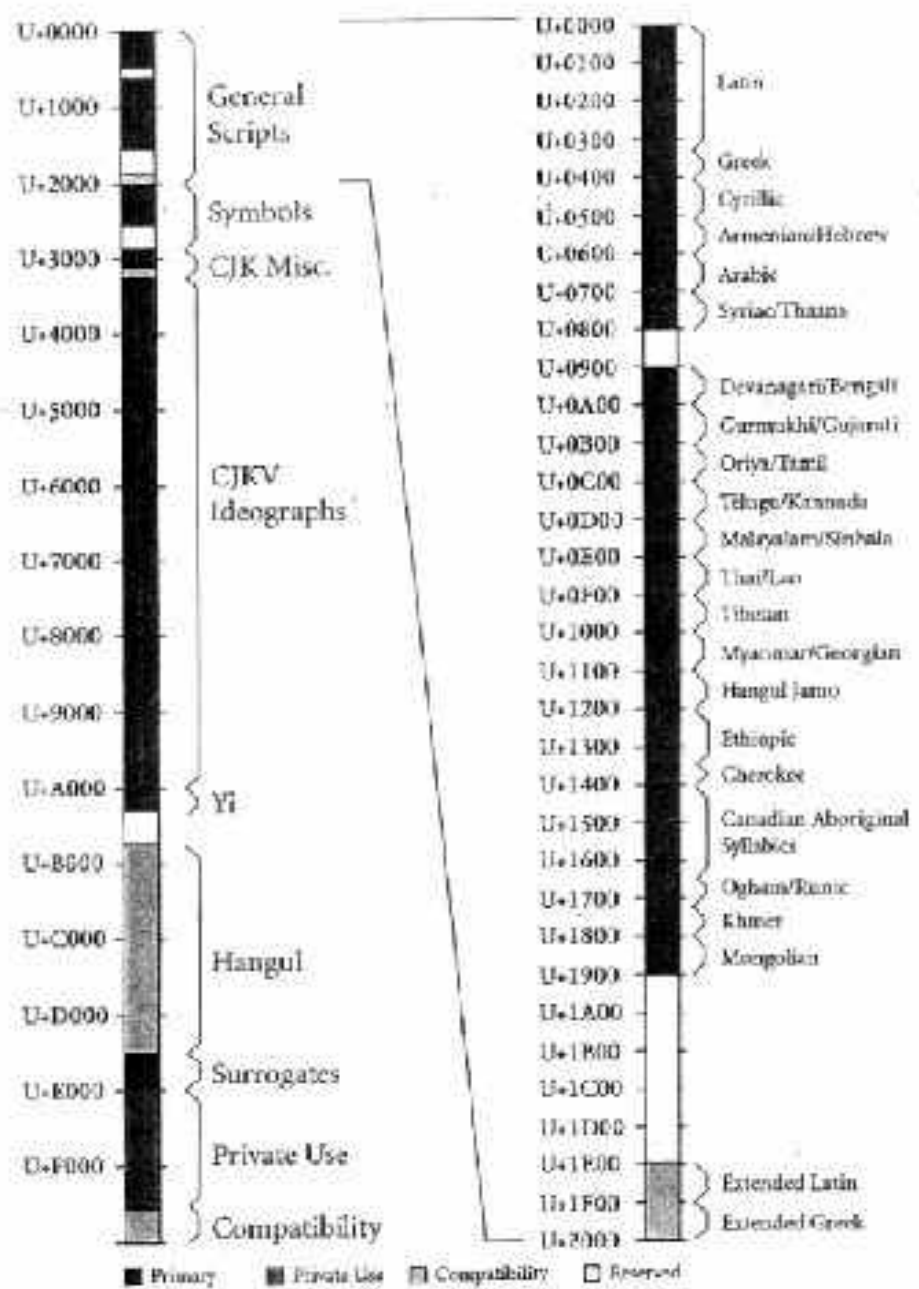 U+0000
U+1000
U+2000
U+3000
U+4000
U+5000
U+6000
U+7000
U+8000
U+9000
U+A000
U+B000
U+C000
U+D000
U+E000
U+F000
General
Scripts
Symbols
CJK Misc.
CJKV
Ideographs
Yi
Hangul
Surrogates
Private Use
Compatibility
U+0000
U+0100
U+0200
U+0300
U+0400
U+0500
U+0600
U+0700
U+0800
U+0900
U+0A00
U+0B00
U+0C00
U+0D00
U+0E00
U+0F00
U+1000
U+1100
U+1200
U+1300
U+1400
U+1500
U+1600
U+1700
U+1800
U+1900
U+1A00
U+1B00
U+1C00
U+1D00
U+1E00
U+1F00
U+2000
Latin
Greek
Cyrillic
Armenian/Hebrew
Arabic
Syriac/Thaana
Devanagari/Bengali
Gurmukhi/Gujarati
Oriya/Tamil
Telugu/Kannada
Malayalam/Sinhala
Thai/Lao
Tibetan
Myanmar/Georgian
Hangul Jamo
Ethiopic
Cherokee
Canadian Aboriginal
Syllabics
Ogham/Runic
Khmer
Mongolian
Extended Latin
Extended Greek
Primary Private Use Compatibility Reserved